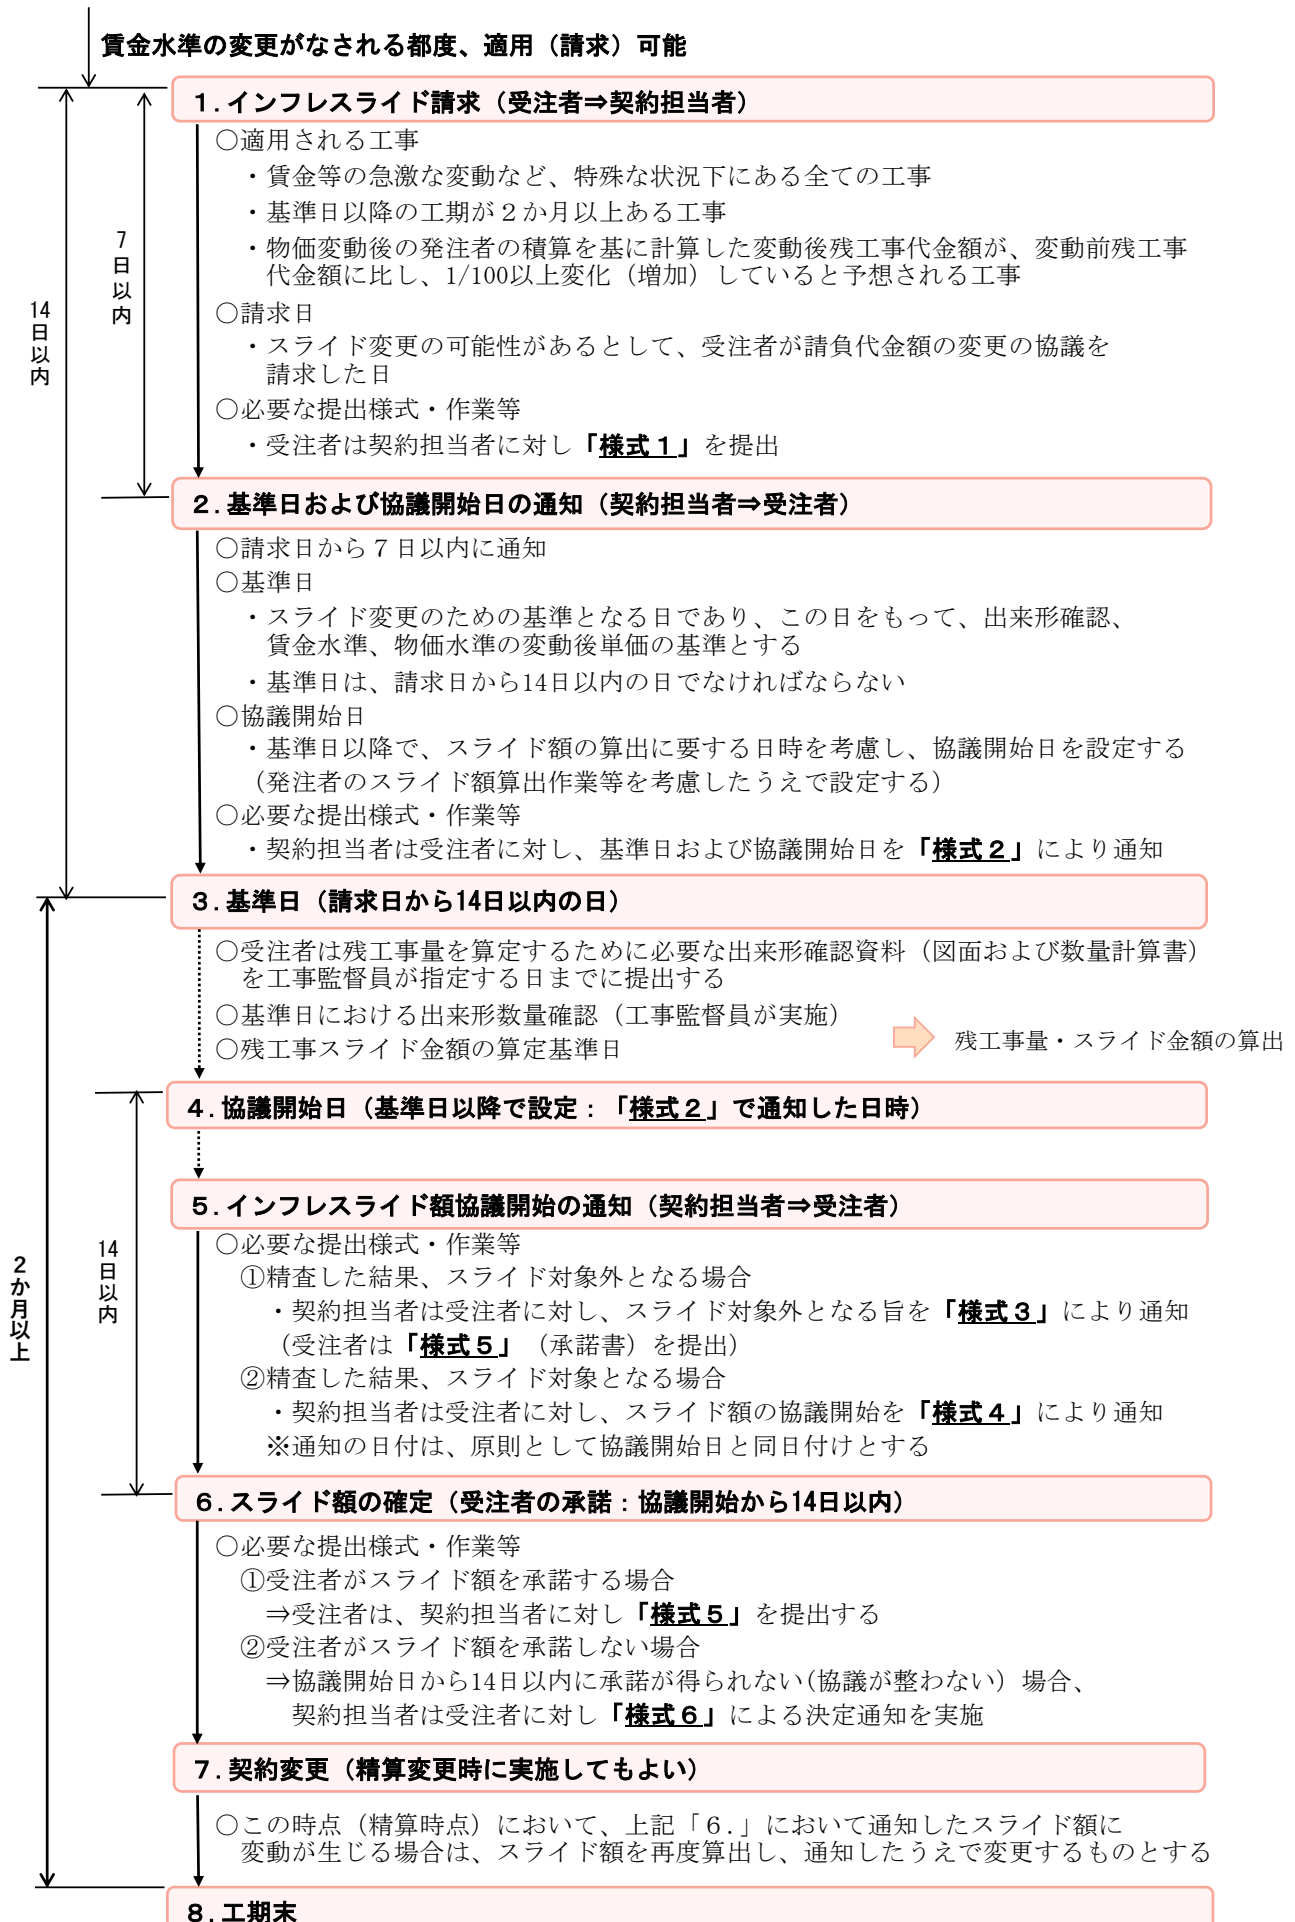 賃金水準の変更がなされる都度、適用（請求）可能
１.インフレスライド請求（受注者⇒契約担当者）
○適用される工事
・賃金等の急激な変動など、特殊な状況下にある全ての工事
・基準日以降の工期が２か月以上ある工事
・物価変動後の発注者の積算を基に計算した変動後残工事代金額が、変動前残工事
代金額に比し、1/100以上変化（増加）していると予想される工事
○請求日
・スライド変更の可能性があるとして、受注者が請負代金額の変更の協議を
請求した日
○必要な提出様式・作業等
・受注者は契約担当者に対し「様式１」を提出
7日以内
14日以内
２.基準日および協議開始日の通知（契約担当者⇒受注者）
○請求日から７日以内に通知
○基準日
・スライド変更のための基準となる日であり、この日をもって、出来形確認、
賃金水準、物価水準の変動後単価の基準とする
・基準日は、請求日から14日以内の日でなければならない
○協議開始日
・基準日以降で、スライド額の算出に要する日時を考慮し、協議開始日を設定する
（発注者のスライド額算出作業等を考慮したうえで設定する）
○必要な提出様式・作業等
・契約担当者は受注者に対し、基準日および協議開始日を「様式２」により通知
３.基準日（請求日から14日以内の日）
○受注者は残工事量を算定するために必要な出来形確認資料（図面および数量計算書）
を工事監督員が指定する日までに提出する
○基準日における出来形数量確認（工事監督員が実施）
○残工事スライド金額の算定基準日
残工事量・スライド金額の算出
４.協議開始日（基準日以降で設定：「様式２」で通知した日時）
５.インフレスライド額協議開始の通知（契約担当者⇒受注者）
○必要な提出様式・作業等
①精査した結果、スライド対象外となる場合
・契約担当者は受注者に対し、スライド対象外となる旨を「様式３」により通知
（受注者は「様式５」（承諾書）を提出）
②精査した結果、スライド対象となる場合
・契約担当者は受注者に対し、スライド額の協議開始を「様式４」により通知
※通知の日付は、原則として協議開始日と同日付けとする
14日以内
２か月以上
６.スライド額の確定（受注者の承諾：協議開始から14日以内）
○必要な提出様式・作業等
①受注者がスライド額を承諾する場合
⇒受注者は、契約担当者に対し「様式５」を提出する
②受注者がスライド額を承諾しない場合
⇒協議開始日から14日以内に承諾が得られない(協議が整わない）場合、
契約担当者は受注者に対し「様式６」による決定通知を実施
７.契約変更（精算変更時に実施してもよい）
○この時点（精算時点）において、上記「６.」において通知したスライド額に
変動が生じる場合は、スライド額を再度算出し、通知したうえで変更するものとする
８.工期末